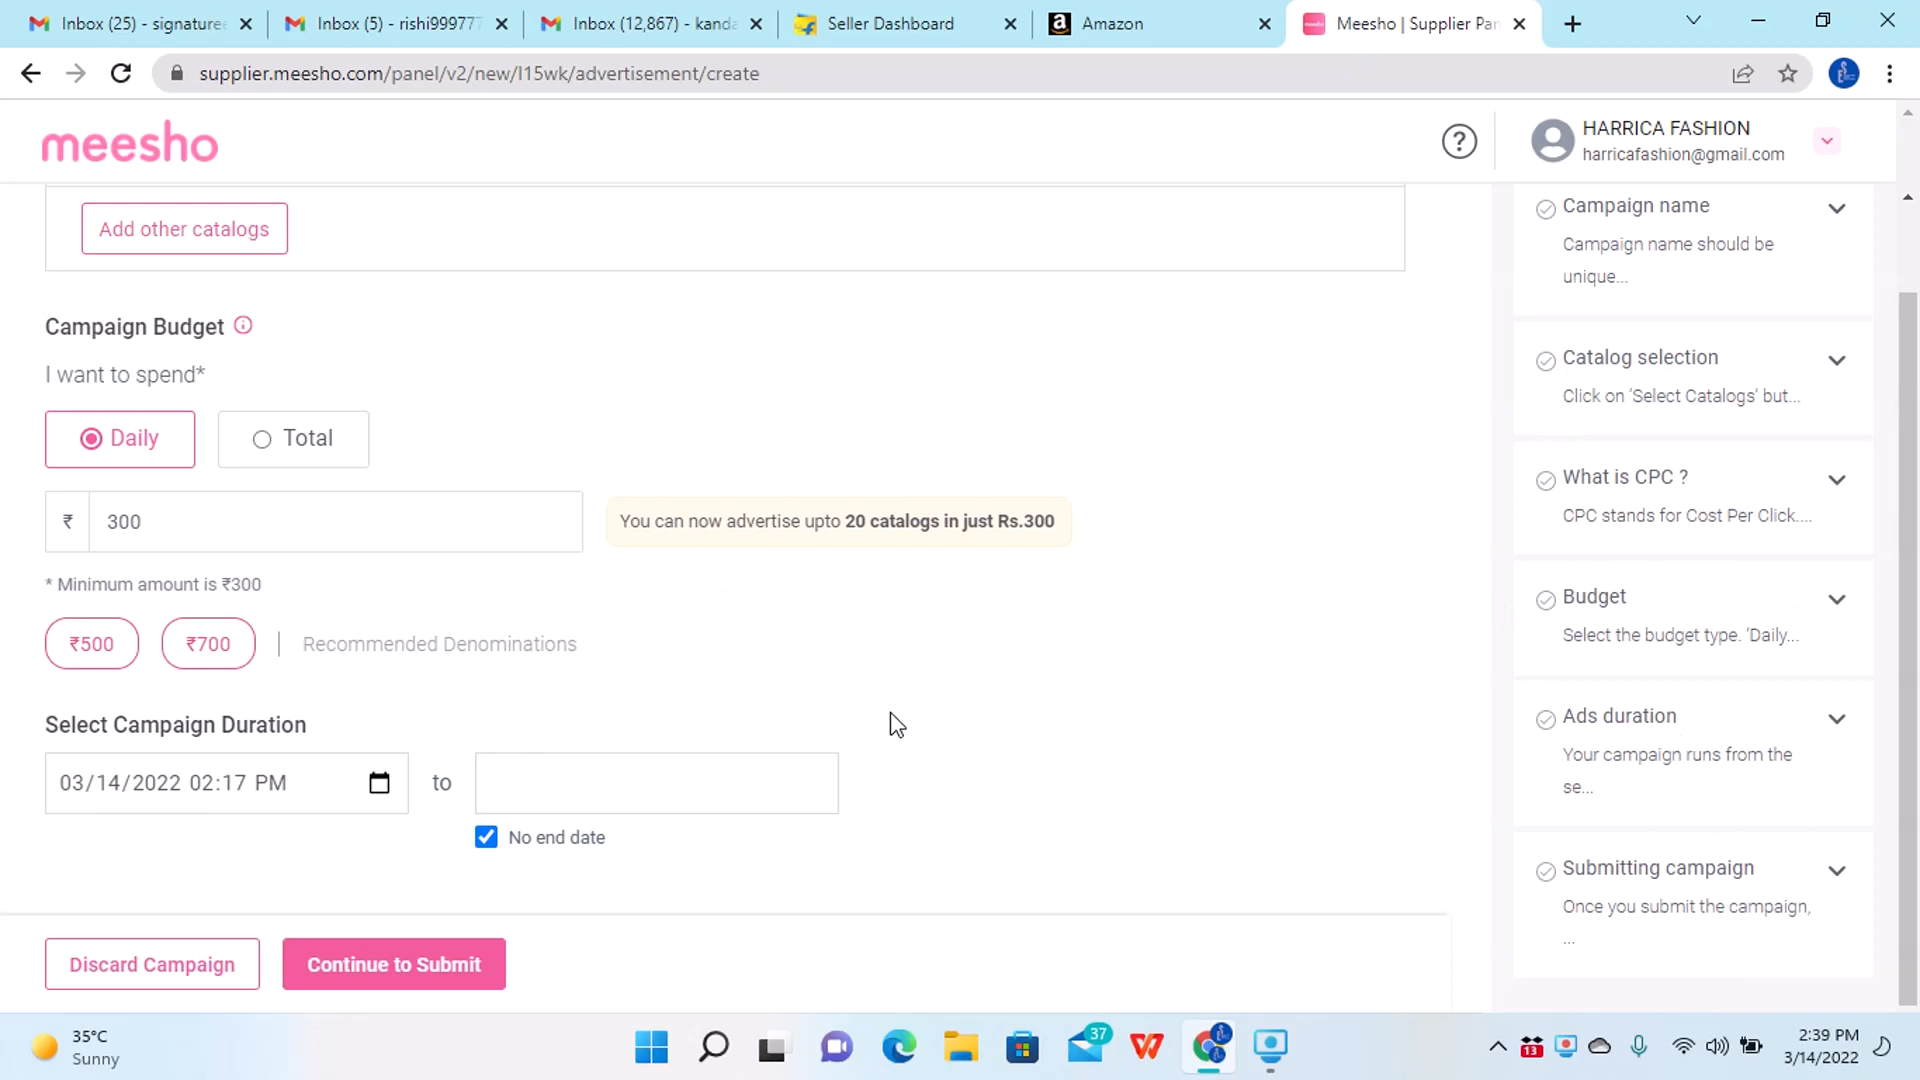 Inbox (25) - signature
Inbox (5) - rishi999777
Inbox (12,867) - kanda
Seller Dashboard
Amazon
Meesho | Supplier Pan
supplier.meesho.com/panel/v2/new/l15wk/advertisement/create
meesho
HARRICA FASHION
harricafashion@gmail.com
Add other catalogs
Campaign Budget
I want to spend*
Daily
Total
₹ 300
You can now advertise upto 20 catalogs in just Rs.300
* Minimum amount is ₹300
₹500
₹700
Recommended Denominations
Select Campaign Duration
03/14/2022 02:17 PM
to
No end date
Discard Campaign
Continue to Submit
Campaign name
Campaign name should be
unique...
Catalog selection
Click on ‘Select Catalogs’ but...
What is CPC ?
CPC stands for Cost Per Click....
Budget
Select the budget type. ‘Daily...
Ads duration
Your campaign runs from the
se...
Submitting campaign
Once you submit the campaign,
...
35°C
Sunny
37
13
2:39 PM
3/14/2022